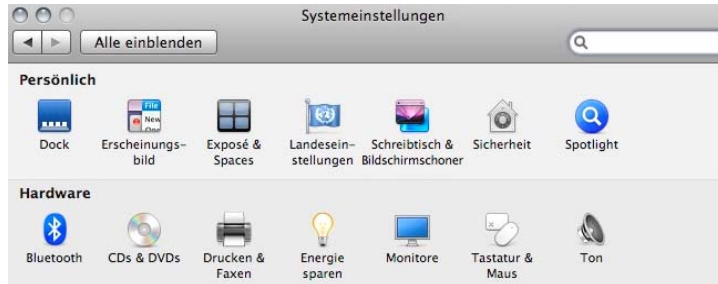 Systemeinstellungen
Alle einblenden
Persönlich
Dock
Erscheinungs-
bild
Exposé &
Spaces
Landesein-
stellungen
Schreibtisch &
Bildschirmschoner
Sicherheit
Spotlight
Hardware
Bluetooth
CDs & DVDs
Drucken &
Faxen
Energie
sparen
Monitore
Tastatur &
Maus
Ton